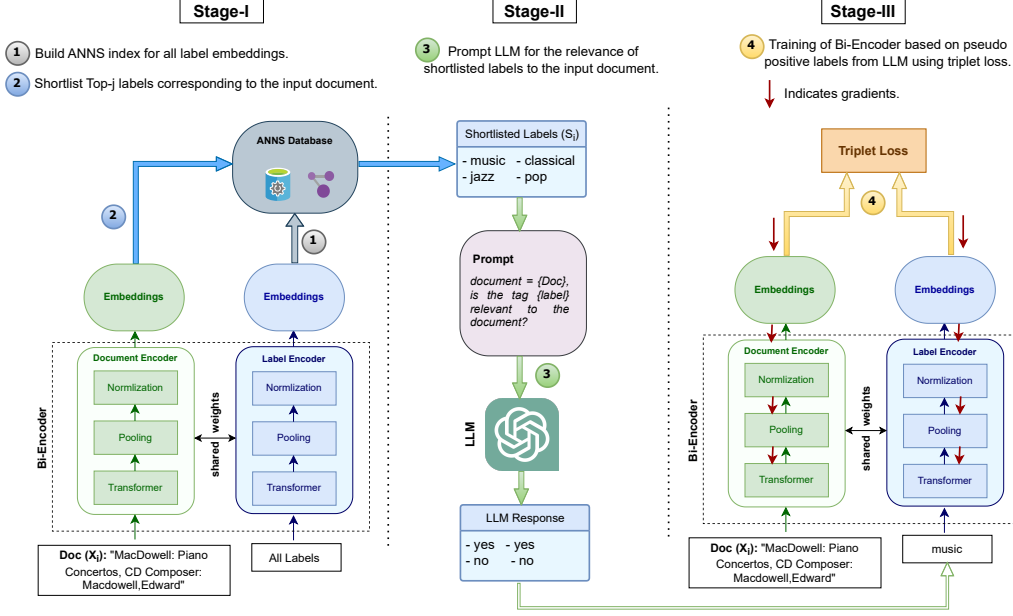 Stage-I
1 Build ANNS index for all label embeddings.
2 Shortlist Top-j labels corresponding to the input document.
ANNS Database
2
1
Embeddings
Embeddings
Bi-Encoder
Document Encoder
Normlization
Pooling
Transformer
shared weights
Label Encoder
Normlization
Pooling
Transformer
Doc (Xi): "MacDowell: Piano
Concertos, CD Composer:
Macdowell,Edward"
All Labels
Stage-II
3 Prompt LLM for the relevance of
shortlisted labels to the input document.
Shortlisted Labels (Si)
- music - classical
- jazz - pop
Prompt
document = {Doc},
is the tag {label}
relevant to the
document?
3
LLM
LLM Response
- yes - yes
- no - no
Stage-III
4 Training of Bi-Encoder based on pseudo
positive labels from LLM using triplet loss.
Indicates gradients.
Triplet Loss
4
Embeddings
Embeddings
Bi-Encoder
Document Encoder
Normlization
Pooling
Transformer
shared weights
Label Encoder
Normlization
Pooling
Transformer
Doc (Xi): "MacDowell: Piano
Concertos, CD Composer:
Macdowell,Edward"
music